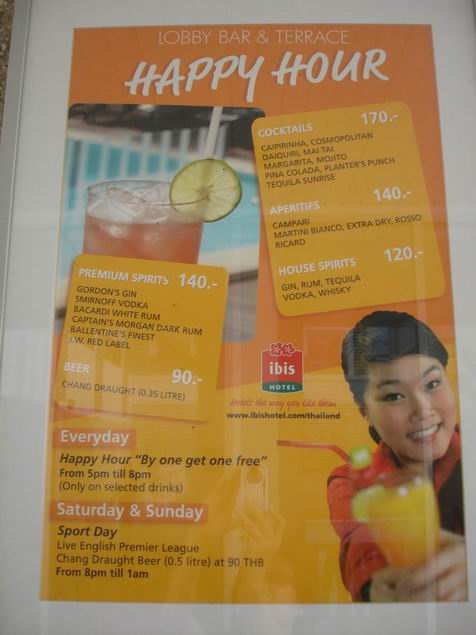 LOBBY BAR & TERRACE
HAPPY HOUR
COCKTAILS 170.-
CAIPIRINHA, COSMOPOLITAN
DAIQUIRI, MAI TAI
MARGARITA, MOJITO
PINA COLADA, PLANTER'S PUNCH
TEQUILA SUNRISE
APERITIFS 140.-
CAMPARI
MARTINI BIANCO, EXTRA DRY, ROSSO
RICARD
HOUSE SPIRITS 120.-
GIN, RUM, TEQUILA
VODKA, WHISKY
PREMIUM SPIRITS 140.-
GORDON'S GIN
SMIRNOFF VODKA
BACARDI WHITE RUM
CAPTAIN'S MORGAN DARK RUM
BALLENTINE'S FINEST
J.W. RED LABEL
BEER 90.-
CHANG DRAUGHT (0.35 LITRE)
ibis
HOTEL
Hotels the way you like them
www.ibishotel.com/thailand
Everyday
Happy Hour "By one get one free"
From 5pm till 8pm
(Only on selected drinks)
Saturday & Sunday
Sport Day
Live English Premier League
Chang Draught Beer (0.5 litre) at 90 THB
From 8pm till 1am